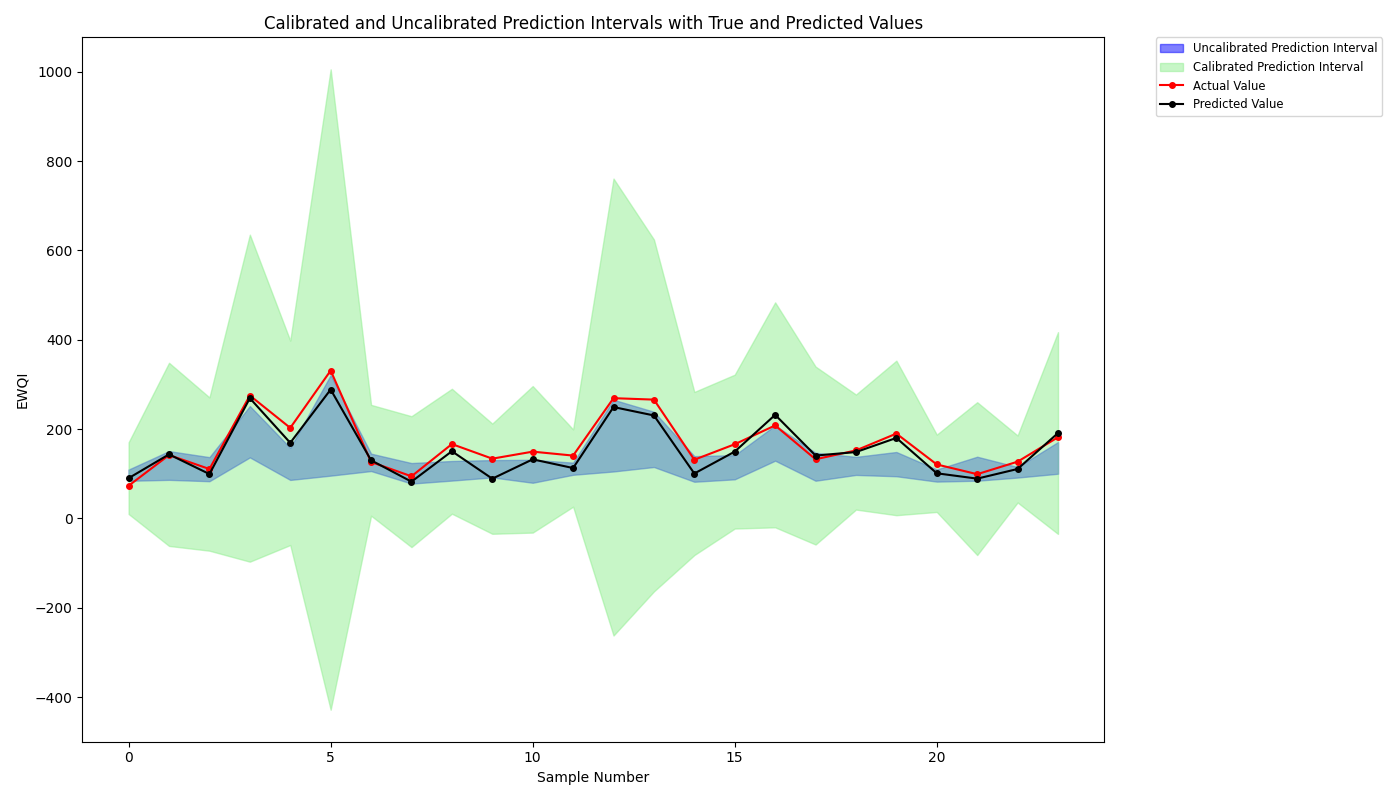 Calibrated and Uncalibrated Prediction Intervals with True and Predicted Values
Uncalibrated Prediction Interval
Calibrated Prediction Interval
Actual Value
Predicted Value
EWQI
1000
800
600
400
200
0
−200
−400
0 5 10 15 20
Sample Number